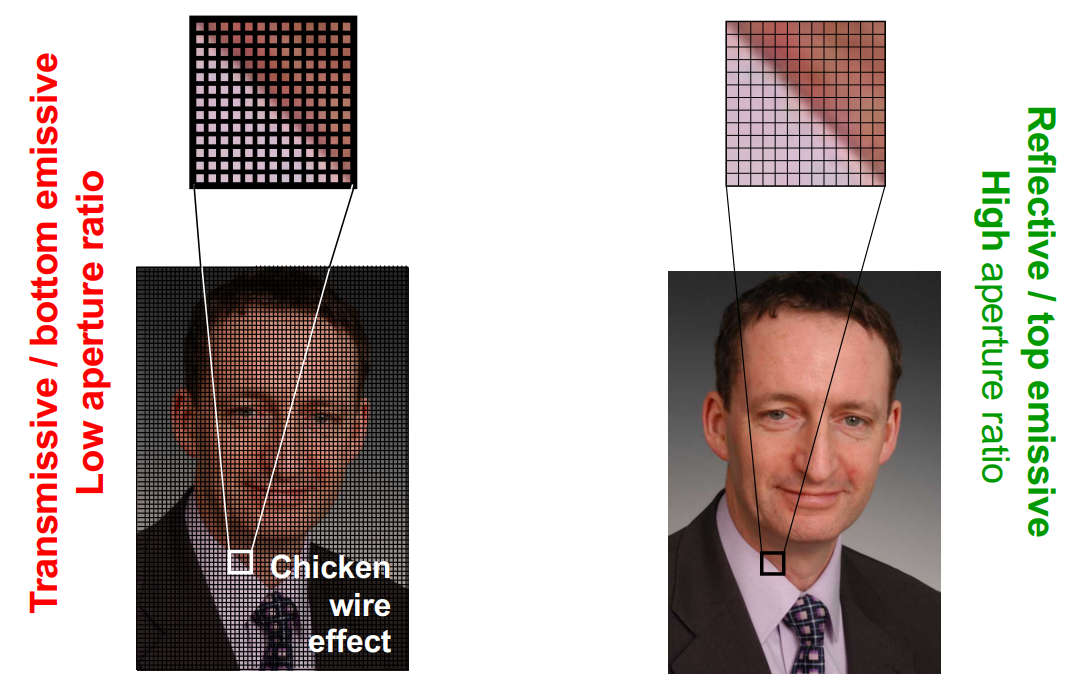 Transmissive / bottom emissive
Low aperture ratio
Chicken
wire
effect
Reflective / top emissive
High aperture ratio